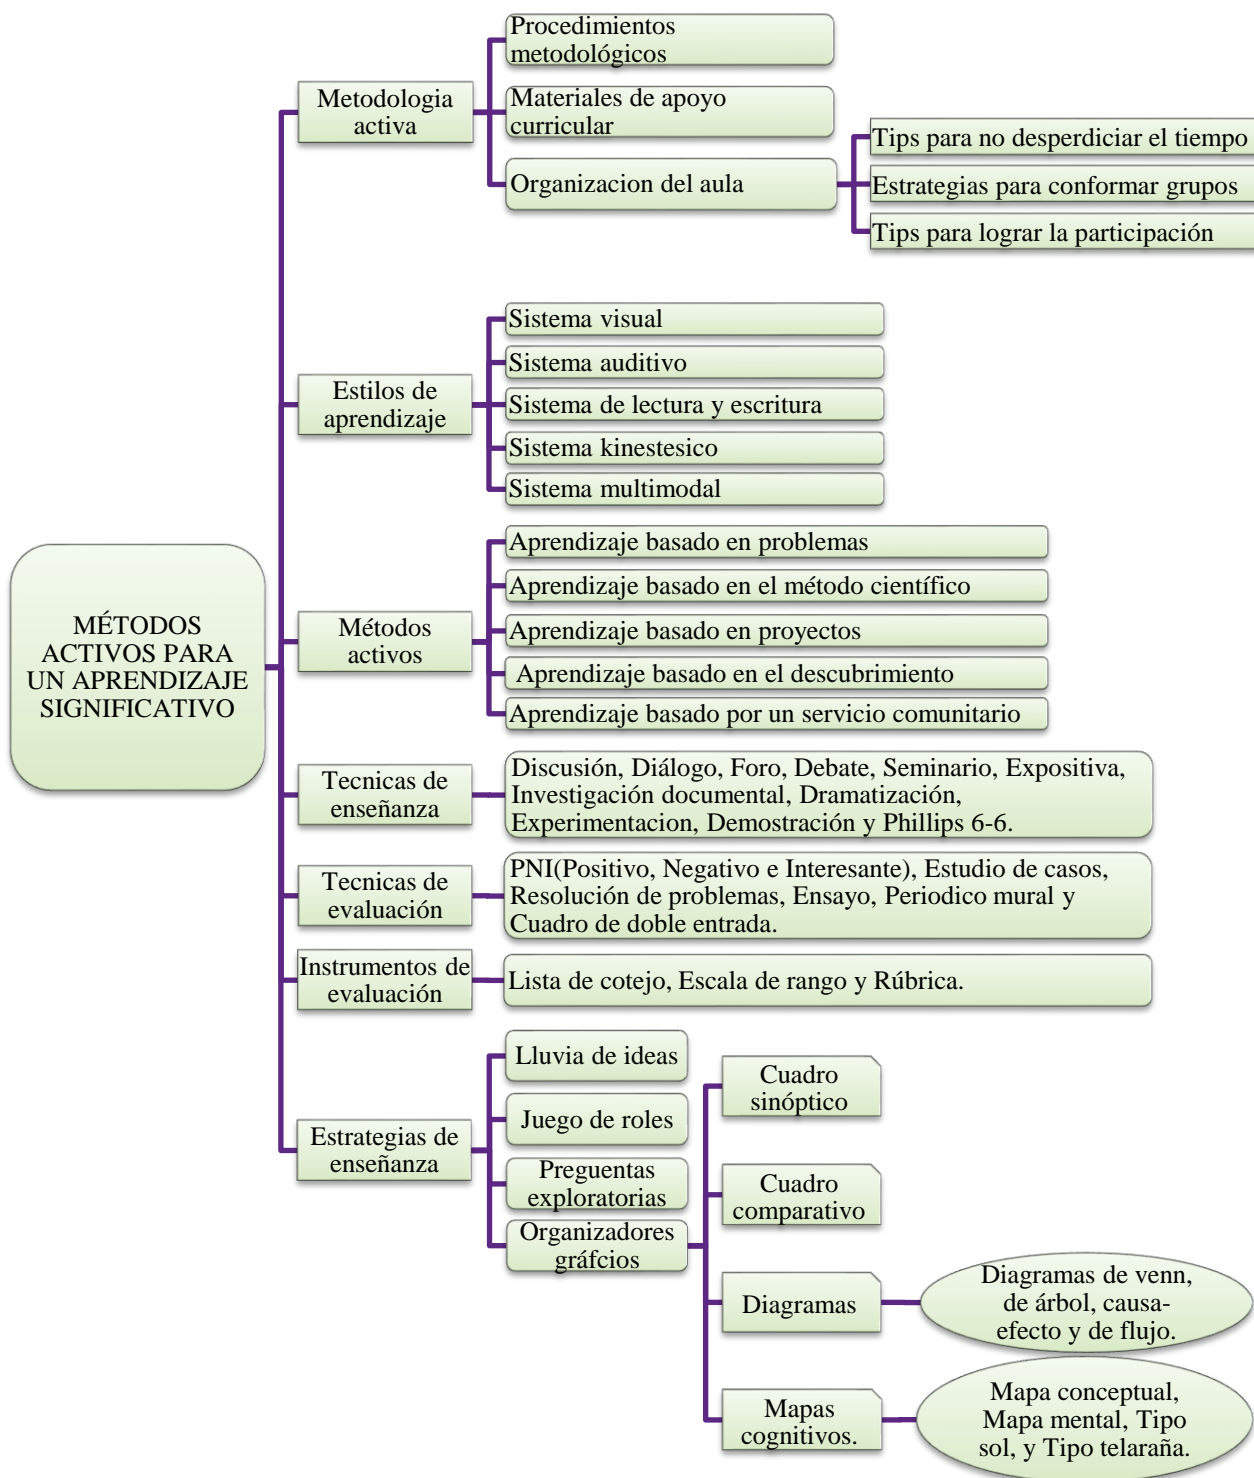 Procedimientos
metodológicos
Metodologia
activa
Materiales de apoyo
curricular
Organizacion del aula
Tips para no desperdiciar el tiempo
Estrategias para conformar grupos
Tips para lograr la participación
Sistema visual
Sistema auditivo
Estilos de
aprendizaje
Sistema de lectura y escritura
Sistema kinestesico
Sistema multimodal
MÉTODOS
ACTIVOS PARA
UN APRENDIZAJE
SIGNIFICATIVO
Aprendizaje basado en problemas
Aprendizaje basado en el método científico
Métodos
activos
Aprendizaje basado en proyectos
Aprendizaje basado en el descubrimiento
Aprendizaje basado por un servicio comunitario
Tecnicas de
enseñanza
Discusión, Diálogo, Foro, Debate, Seminario, Expositiva,
Investigación documental, Dramatización,
Experimentacion, Demostración y Phillips 6-6.
Tecnicas de
evaluación
PNI(Positivo, Negativo e Interesante), Estudio de casos,
Resolución de problemas, Ensayo, Periodico mural y
Cuadro de doble entrada.
Instrumentos de
evaluación
Lista de cotejo, Escala de rango y Rúbrica.
Estrategias de
enseñanza
Lluvia de ideas
Juego de roles
Preguentas
exploratorias
Organizadores
gráfcios
Cuadro
sinóptico
Cuadro
comparativo
Diagramas
Diagramas de venn,
de árbol, causa-
efecto y de flujo.
Mapas
cognitivos.
Mapa conceptual,
Mapa mental, Tipo
sol, y Tipo telaraña.